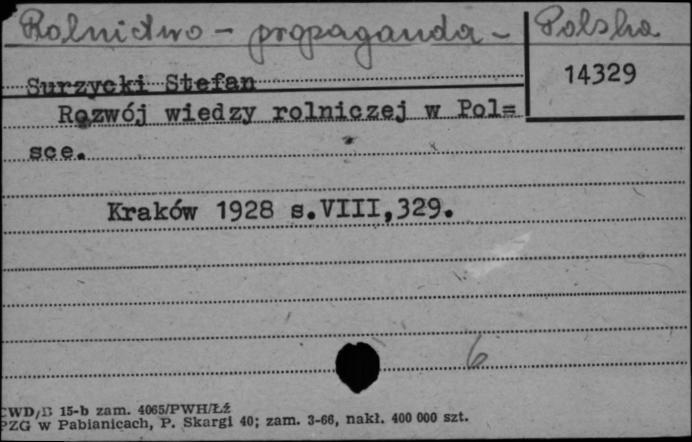 Rolnictwo – propaganda – Polska
14329
Surzycki Stefan
Rozwój wiedzy rolniczej w Pol=
sce.
Kraków 1928 s.VIII,329.
6
CWD/B 15-b zam. 4065/PWH/Łź
PZG w Pabianicach, P. Skargi 40; zam. 3-66, nakł. 400 000 szt.